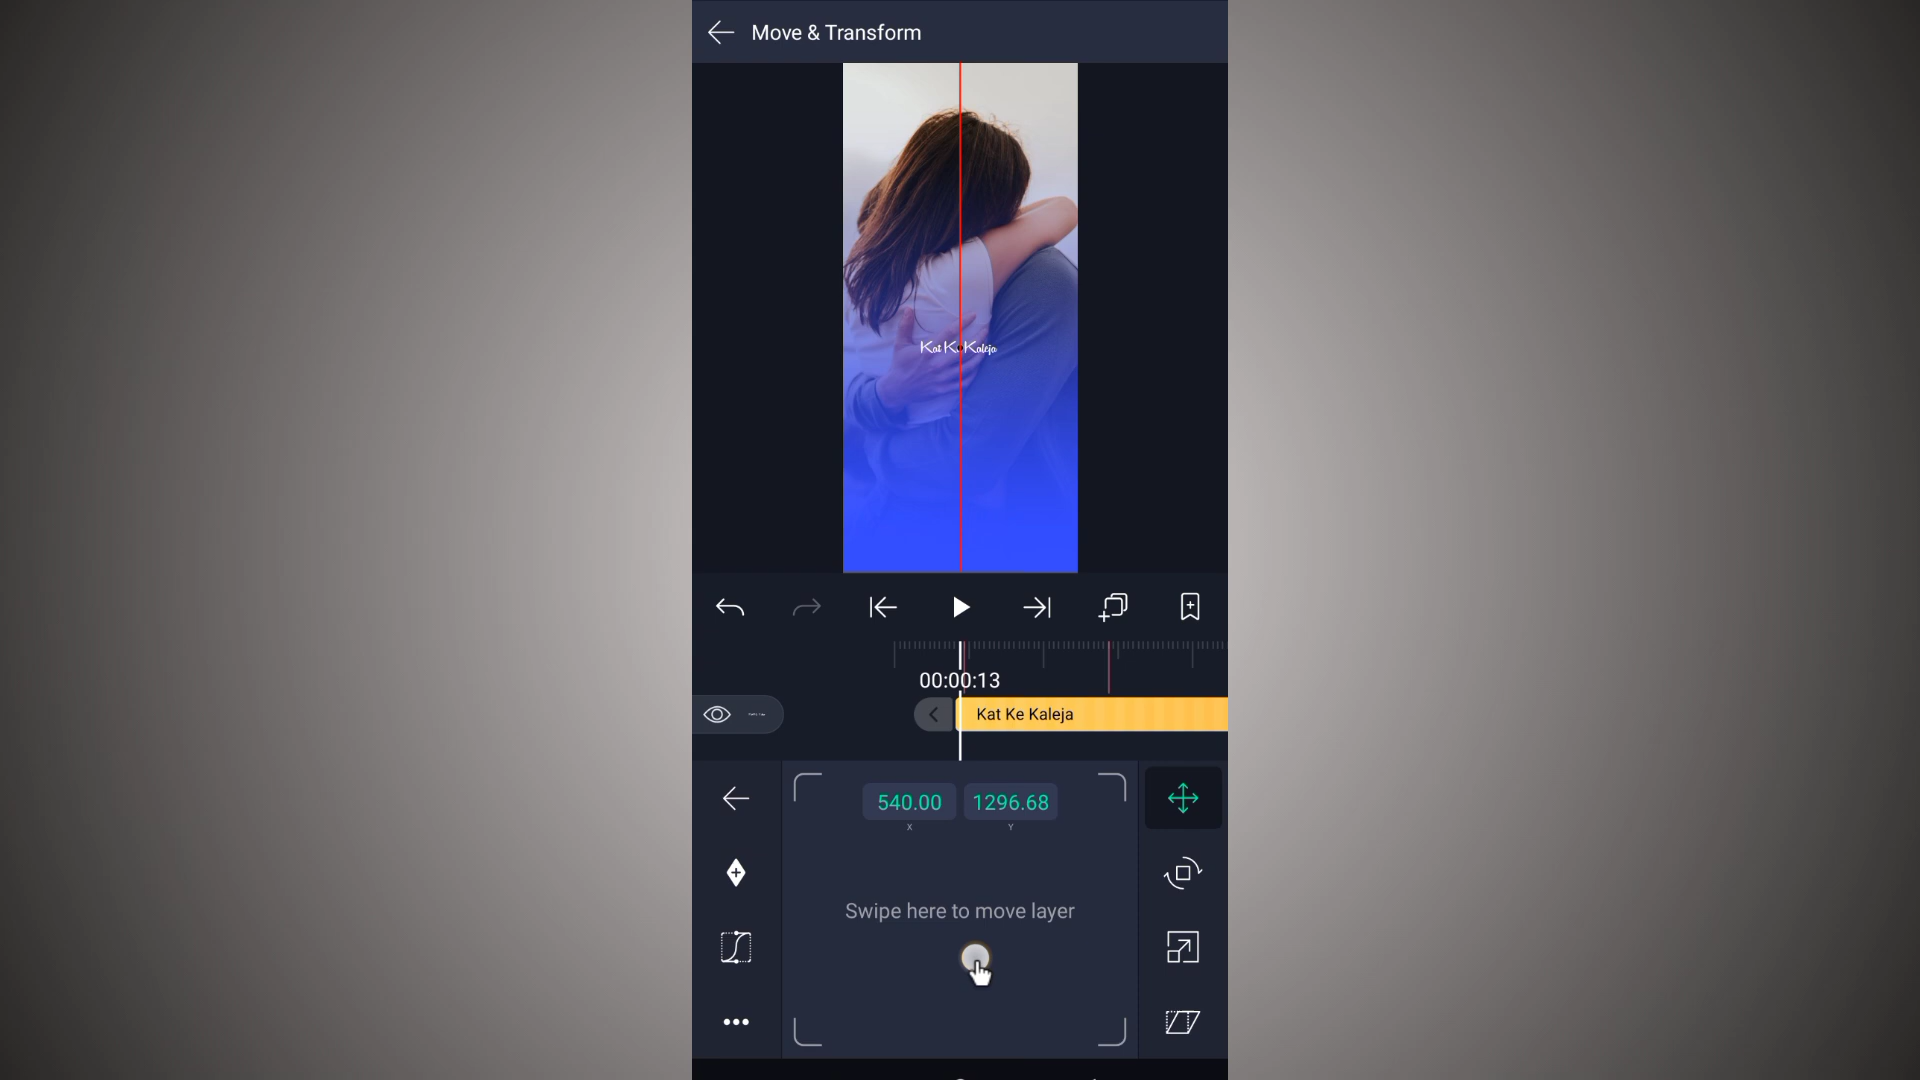 Move & Transform
Kat Ke Kaleja
00:00:13
Kat Ke Kaleja
540.00 1296.68
X Y
Swipe here to move layer